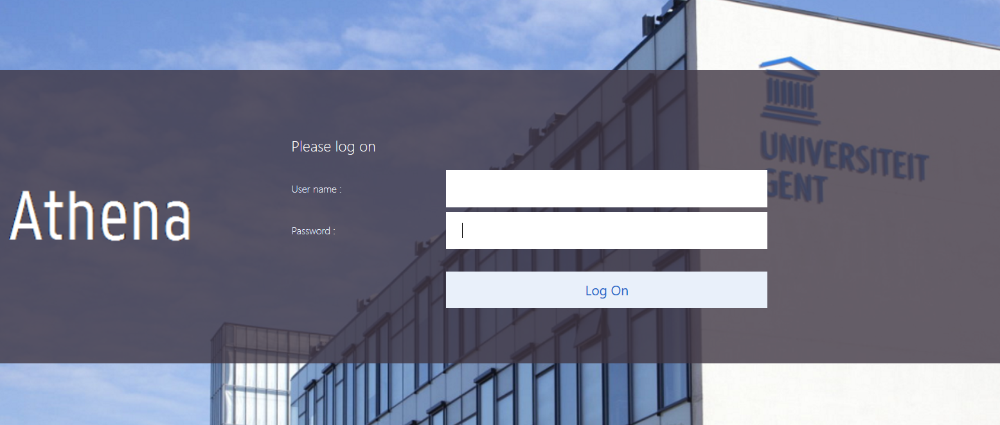 Athena
Please log on
User name :
Password :
Log On
UNIVERSITEIT
GENT